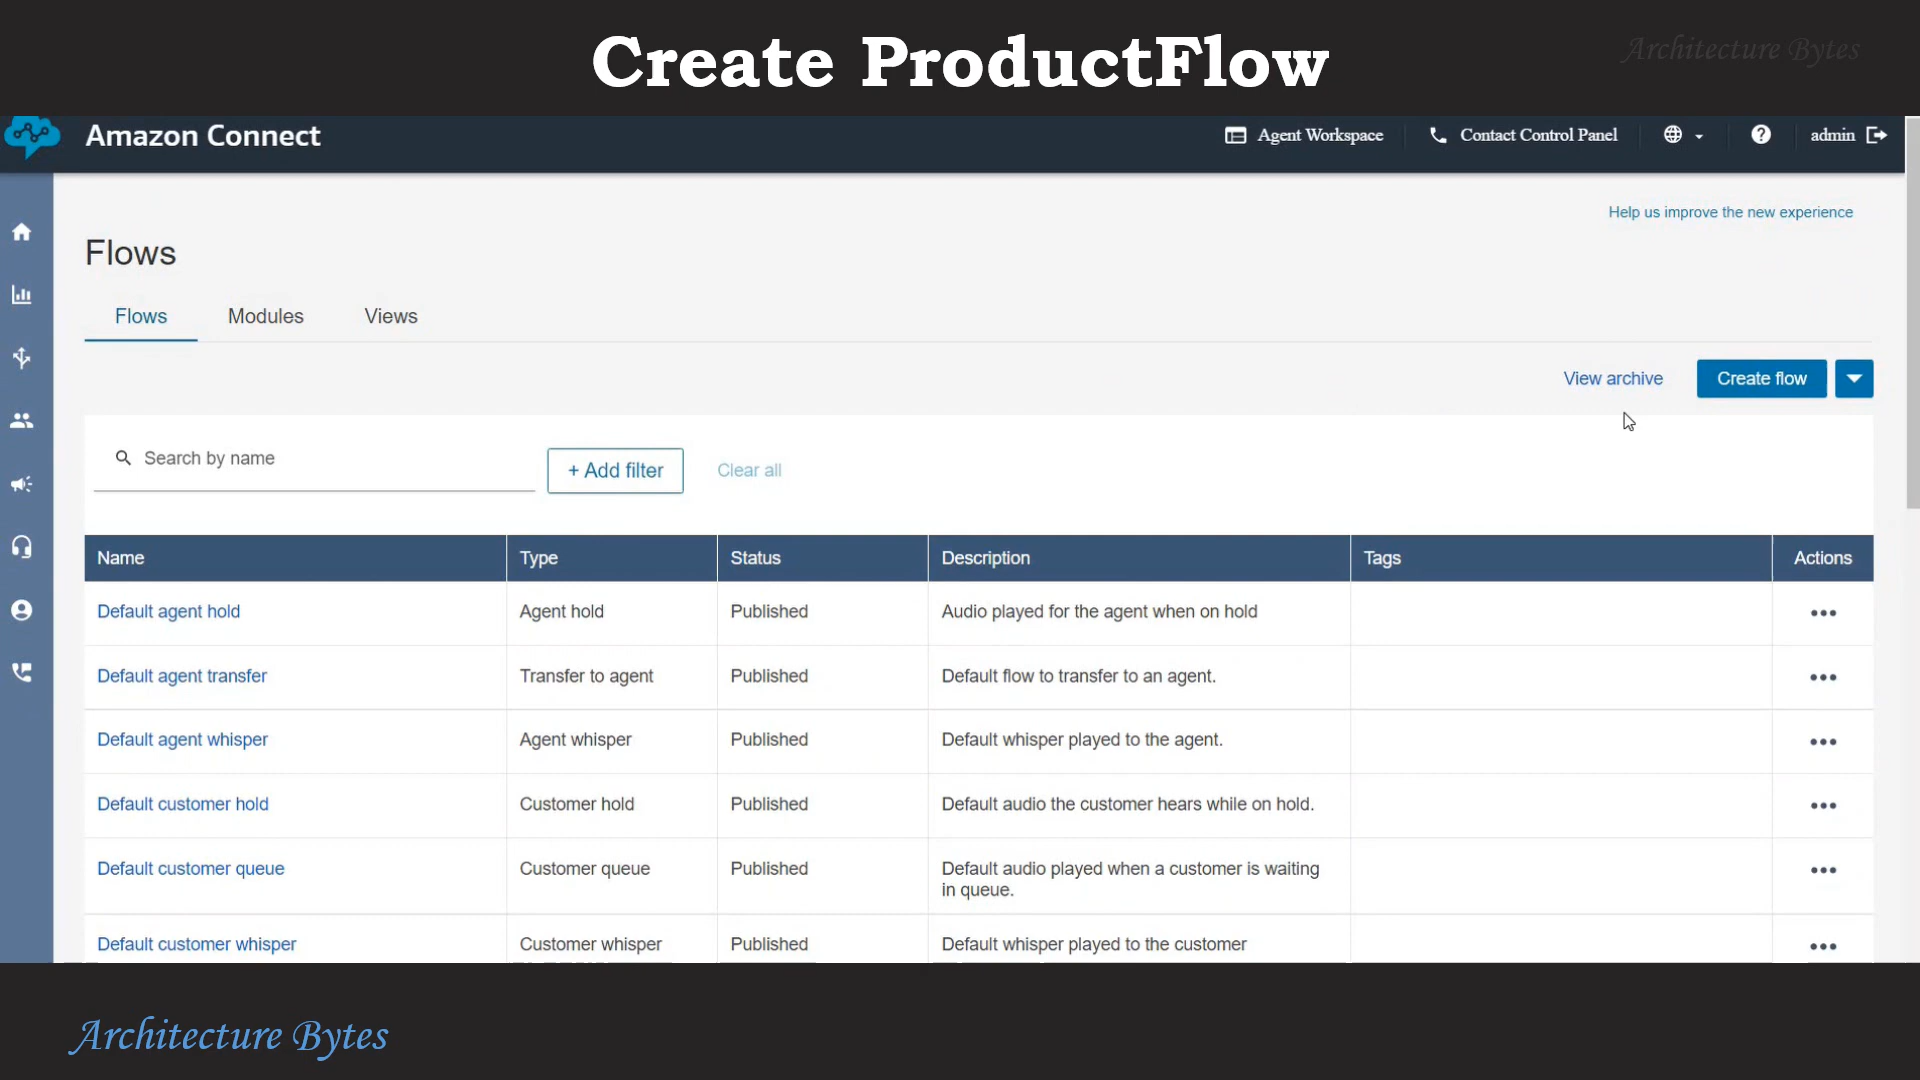 Create ProductFlow
Architecture Bytes
Amazon Connect
Agent Workspace
Contact Control Panel
admin
Help us improve the new experience
Flows
Flows Modules Views
View archive
Create flow
Search by name
+ Add filter
Clear all
Name Type Status Description Tags Actions
Default agent hold Agent hold Published Audio played for the agent when on hold
Default agent transfer Transfer to agent Published Default flow to transfer to an agent.
Default agent whisper Agent whisper Published Default whisper played to the agent.
Default customer hold Customer hold Published Default audio the customer hears while on hold.
Default customer queue Customer queue Published Default audio played when a customer is waiting
in queue.
Default customer whisper Customer whisper Published Default whisper played to the customer
Architecture Bytes